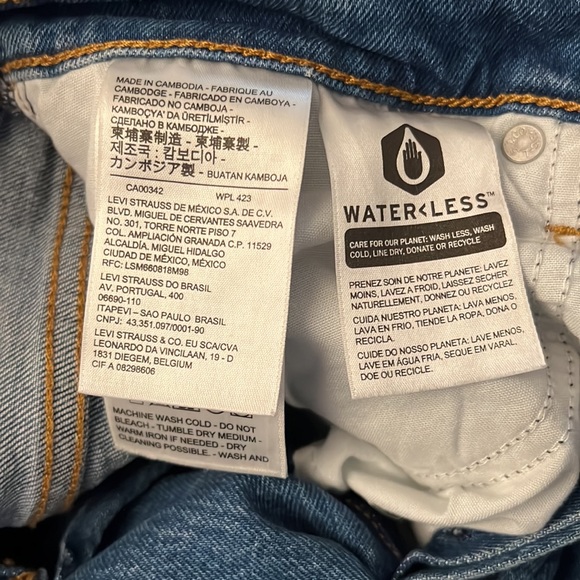 MADE IN CAMBODIA - FABRIQUE AU
CAMBODGE - FABRICADO EN CAMBOYA -
FABRICADO NO CAMBOJA -
KAMBOÇYA' DA ÜRETİLMİŞTİR -
СДЕЛАНО В КАМБОДЖЕ -
柬埔寨制造 - 柬埔寨製 -
제조국 : 캄보디아 -
カンボジア製 - BUATAN KAMBOJA
CA00342 WPL 423
LEVI STRAUSS DE MÉXICO S.A. DE C.V.
BLVD. MIGUEL DE CERVANTES SAAVEDRA
NO. 301, TORRE NORTE PISO 7
COL. AMPLIACIÓN GRANADA C.P. 11529
ALCALDÍA. MIGUEL HIDALGO
CIUDAD DE MÉXICO, MÉXICO
RFC: LSM660818M98
LEVI STRAUSS DO BRASIL
AV. PORTUGAL, 400
06690-110
ITAPEVI – SAO PAULO BRASIL
CNPJ: 43.351.097/0001-90
LEVI STRAUSS & CO. EU SCA/CVA
LEONARDO DA VINCILAAN, 19 - D
1831 DIEGEM, BELGIUM
CIF A 08298606
MACHINE WASH COLD - DO NOT
BLEACH - TUMBLE DRY MEDIUM -
WARM IRON IF NEEDED - DRY
CLEANING POSSIBLE. - WASH AND
WATER<LESS™
CARE FOR OUR PLANET: WASH LESS, WASH
COLD, LINE DRY, DONATE OR RECYCLE
PRENEZ SOIN DE NOTRE PLANETE: LAVEZ
MOINS, LAVEZ A FROID, LAISSEZ SECHER
NATURELLEMENT, DONNEZ OU RECYCLEZ
CUIDA NUESTRO PLANETA: LAVA MENOS,
LAVA EN FRIO, TIENDE LA ROPA, DONA O
RECICLA.
CUIDE DO NOSSO PLANETA: LAVE MENOS,
LAVE EM ÁGUA FRIA, SEQUE EM VARAL,
DOE OU RECICLE.